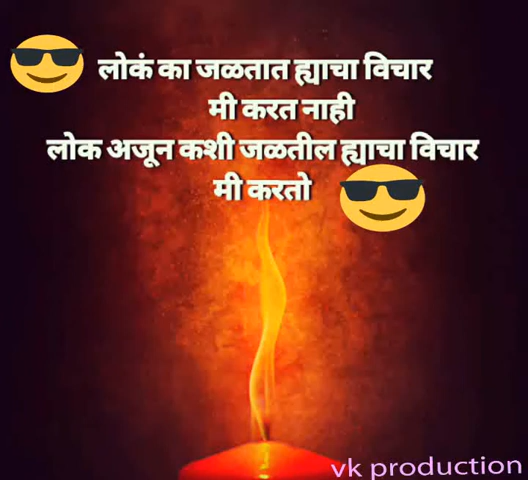 लोकं का जळतात ह्याचा विचार
मी करत नाही
लोक अजून कशी जळतील ह्याचा विचार
मी करतो
vk production